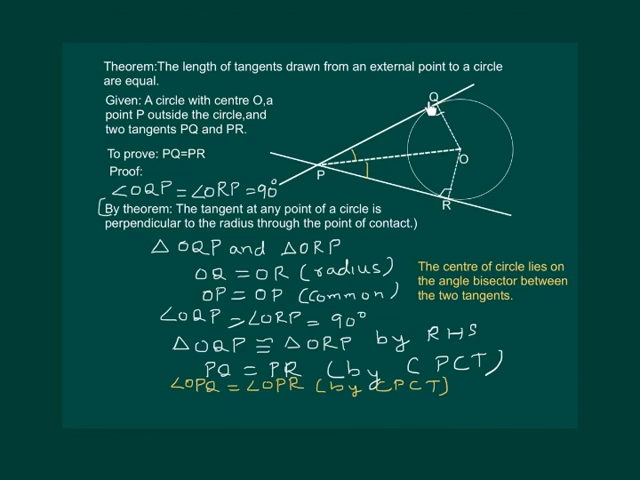 Theorem:The length of tangents drawn from an external point to a circle
are equal.
Given: A circle with centre O,a
point P outside the circle,and
two tangents PQ and PR.
To prove: PQ=PR
Proof:
∠OQP = ∠ORP = 90°
[By theorem: The tangent at any point of a circle is
perpendicular to the radius through the point of contact.)
△ OQP and △ORP
OQ = OR (radius)
OP = OP (common)
∠OQP = ∠ORP = 90°
△OQP ≅ △ORP by RHS
PQ = PR (by CPCT)
∠OPQ = ∠OPR (by CPCT)
Q
O
P
R
The centre of circle lies on
the angle bisector between
the two tangents.